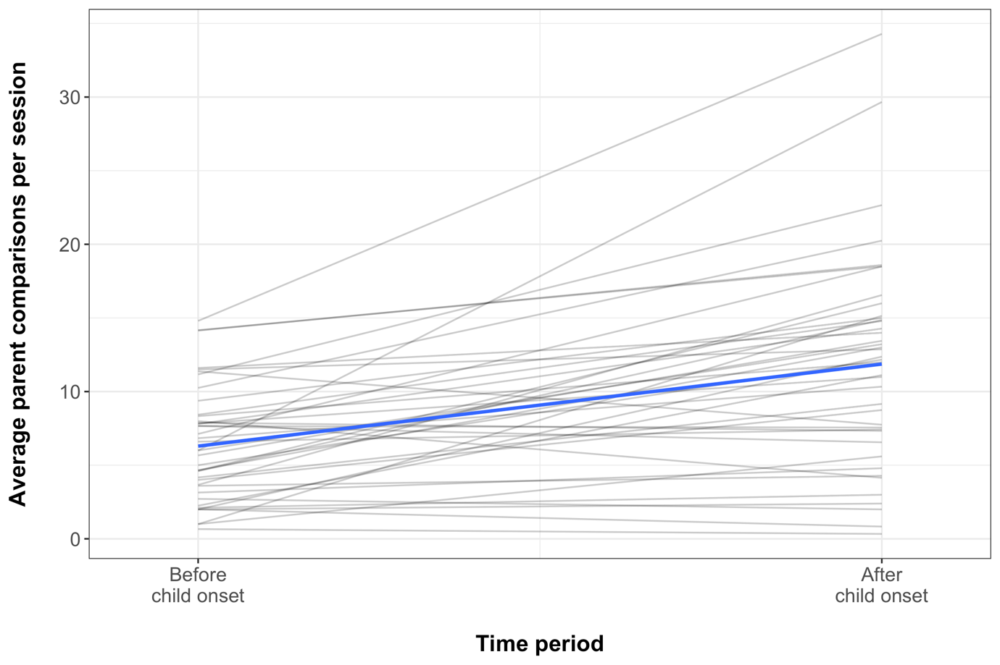 Average parent comparisons per session
30
20
10
0
Before
child onset
After
child onset
Time period